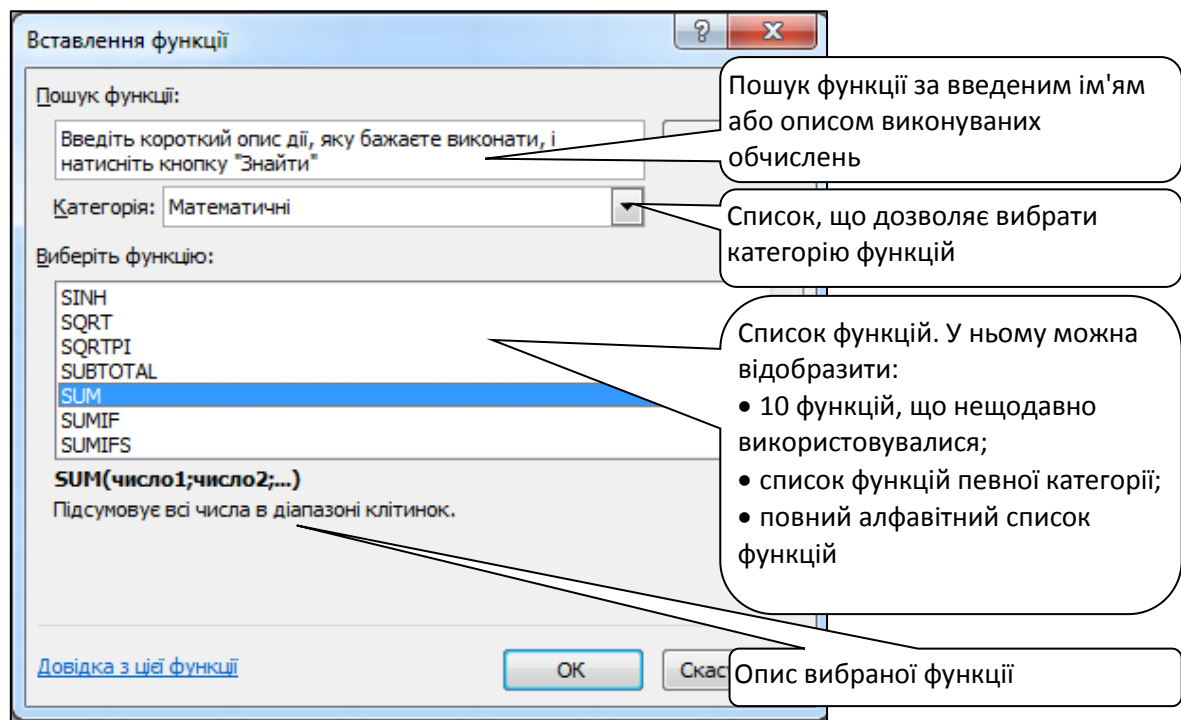 Вставлення функції
Пошук функції:
Введіть короткий опис дії, яку бажаєте виконати, і
натисніть кнопку "Знайти"
Пошук функції за введеним ім'ям
або описом виконуваних
обчислень
Категорія: Математичні
Список, що дозволяє вибрати
категорію функцій
Виберіть функцію:
SINH
SQRT
SQRTPI
SUBTOTAL
SUM
SUMIF
SUMIFS
Список функцій. У ньому можна
відобразити:
• 10 функцій, що нещодавно
використовувалися;
• список функцій певної категорії;
• повний алфавітний список
функцій
SUM(число1;число2;...)
Підсумовує всі числа в діапазоні клітинок.
Довідка з цієї функції
ОК
Опис вибраної функції